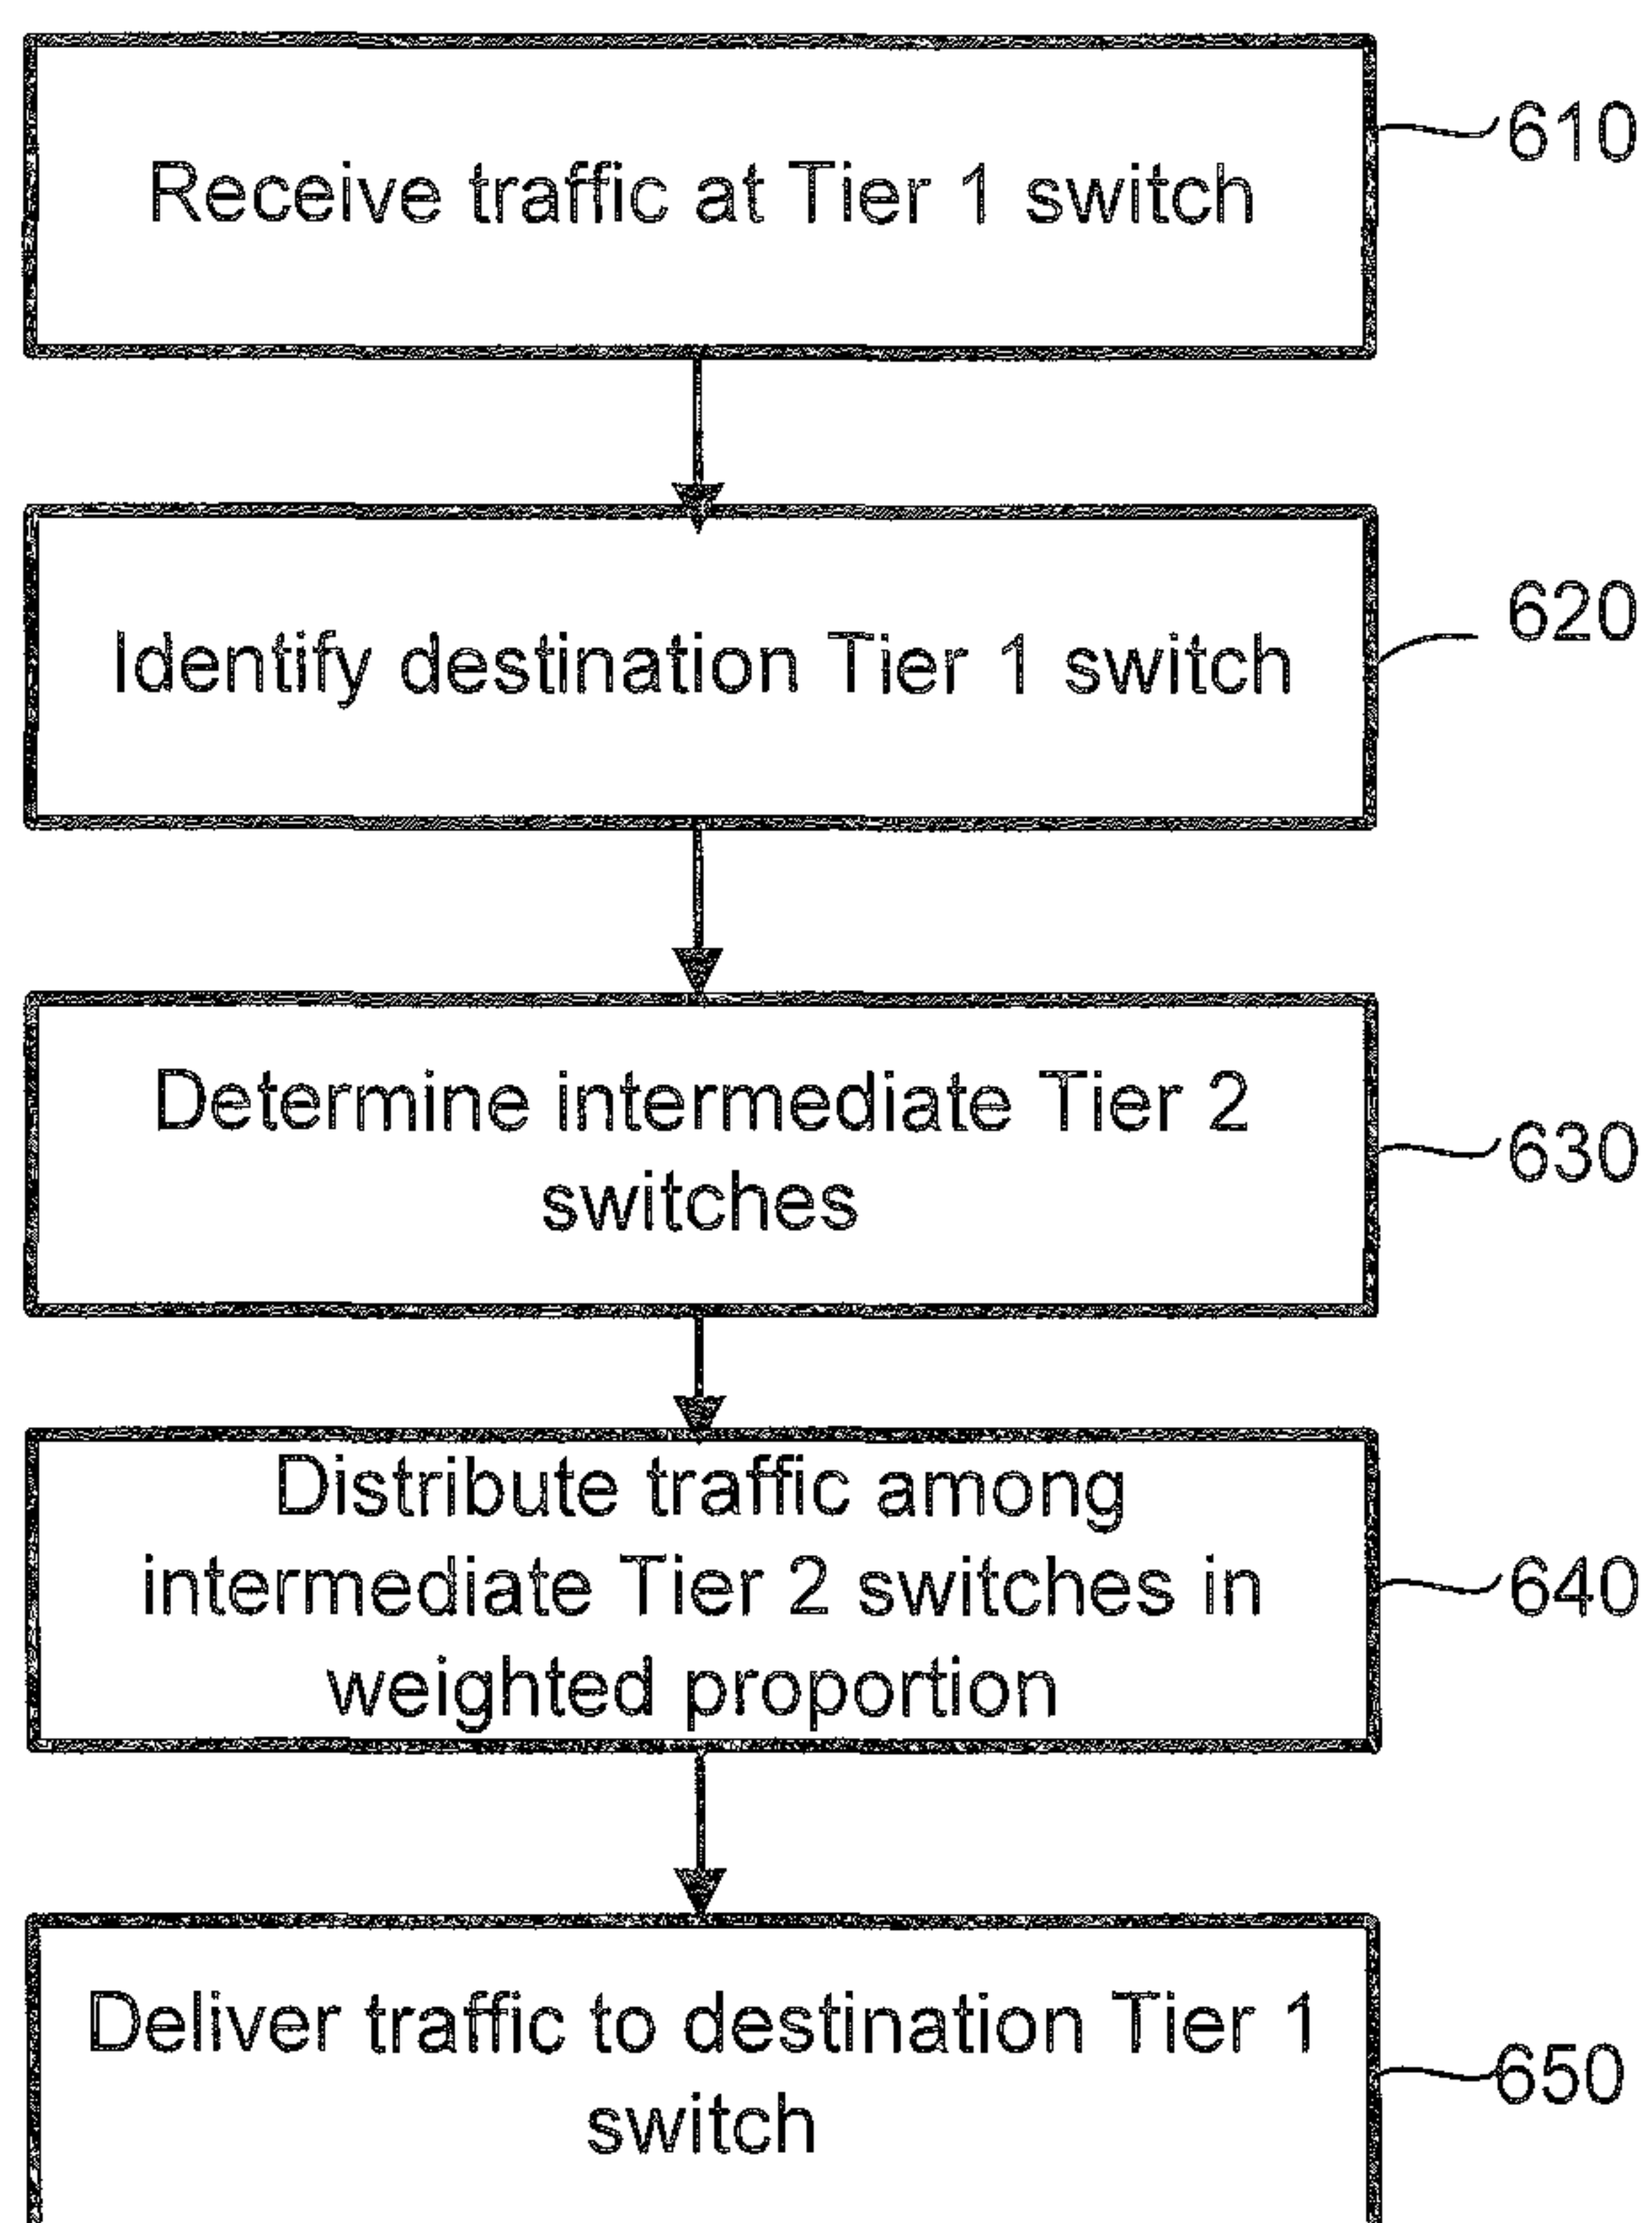 Receive traffic at Tier 1 switch
610
Identify destination Tier 1 switch
620
Determine intermediate Tier 2
switches
630
Distribute traffic among
intermediate Tier 2 switches in
weighted proportion
640
Deliver traffic to destination Tier 1
switch
650